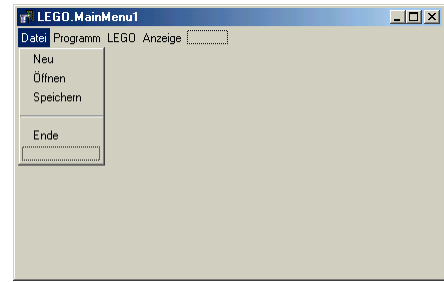 LEGO.MainMenu1
Datei Programm LEGO Anzeige
Neu
Öffnen
Speichern
Ende